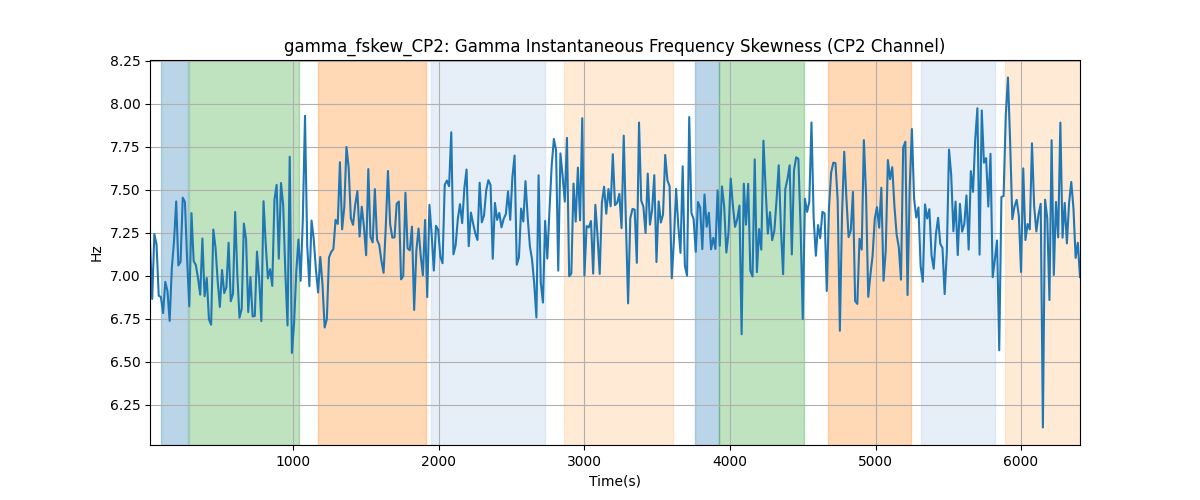 gamma_fskew_CP2: Gamma Instantaneous Frequency Skewness (CP2 Channel)
8.25
8.00
7.75
7.50
7.25
7.00
6.75
6.50
6.25
Hz
1000 2000 3000 4000 5000 6000
Time(s)